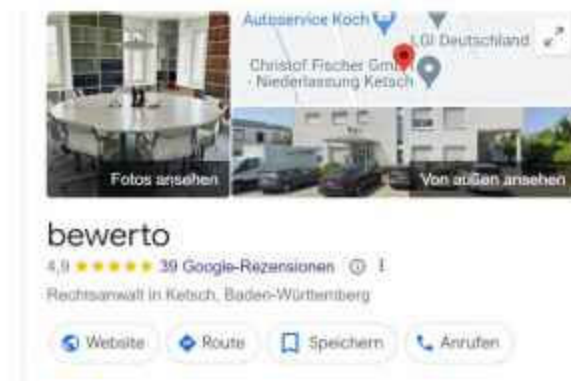 Autoservice Koch
LGI Deutschland
Christof Fischer GmbH
- Niederlassung Ketsch
Fotos ansehen
Von außen ansehen
bewerto
4,9 39 Google-Rezensionen
Rechtsanwalt in Ketsch, Baden-Württemberg
Website Route Speichern Anrufen